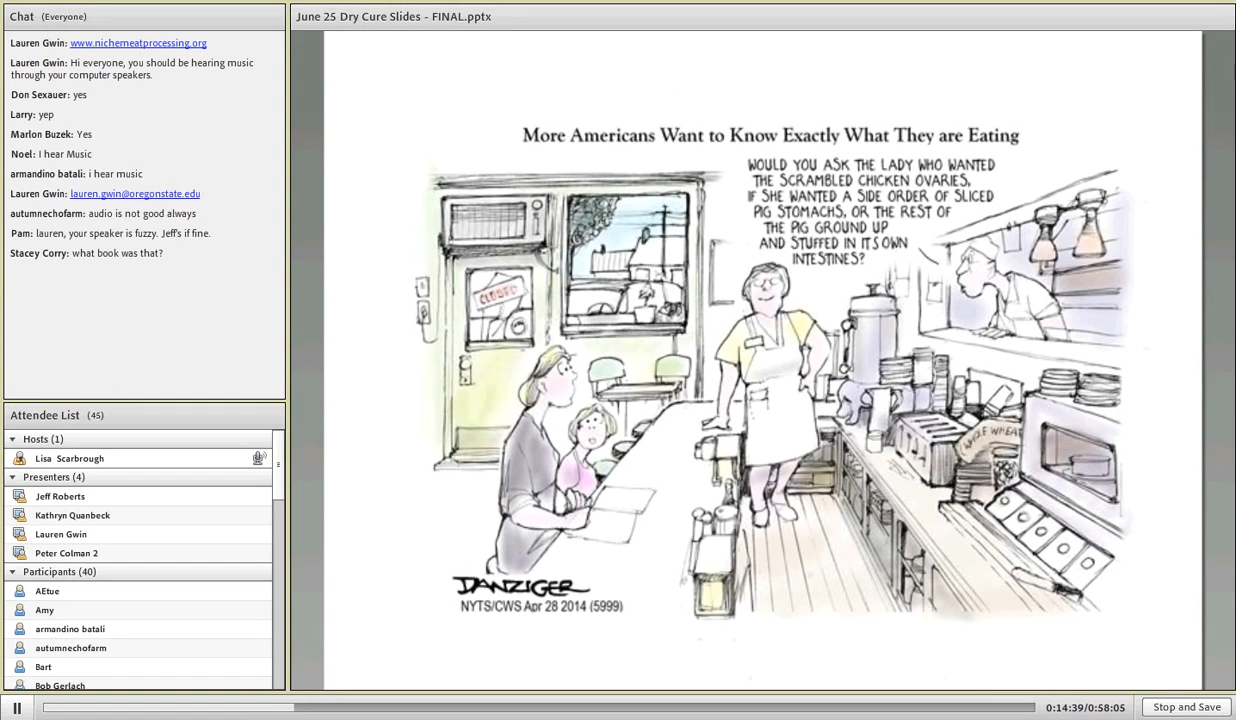 Chat (Everyone)
Lauren Gwin: www.nichemeatprocessing.org
Lauren Gwin: Hi everyone, you should be hearing music
through your computer speakers.
Don Sexauer: yes
Larry: yep
Marlon Buzek: Yes
Noel: I hear Music
armandino batali: i hear music
Lauren Gwin: lauren.gwin@oregonstate.edu
autumnechofarm: audio is not good always
Pam: lauren, your speaker is fuzzy. Jeff's if fine.
Stacey Corry: what book was that?
Attendee List (45)
Hosts (1)
Lisa Scarbrough
Presenters (4)
Jeff Roberts
Kathryn Quanbeck
Lauren Gwin
Peter Colman 2
Participants (40)
AEtue
Amy
armandino batali
autumnechofarm
Bart
Bob Gerlach
June 25 Dry Cure Slides - FINAL.pptx
More Americans Want to Know Exactly What They are Eating
WOULD YOU ASK THE LADY WHO WANTED
THE SCRAMBLED CHICKEN OVARIES,
IF SHE WANTED A SIDE ORDER OF SLICED
PIG STOMACHS, OR THE REST OF
THE PIG GROUND UP
AND STUFFED IN ITS OWN
INTESTINES?
CLOSED
WHOLE WHEAT
DANZIGER
NYTS/CWS Apr 28 2014 (5999)
0:14:39/0:58:05
Stop and Save